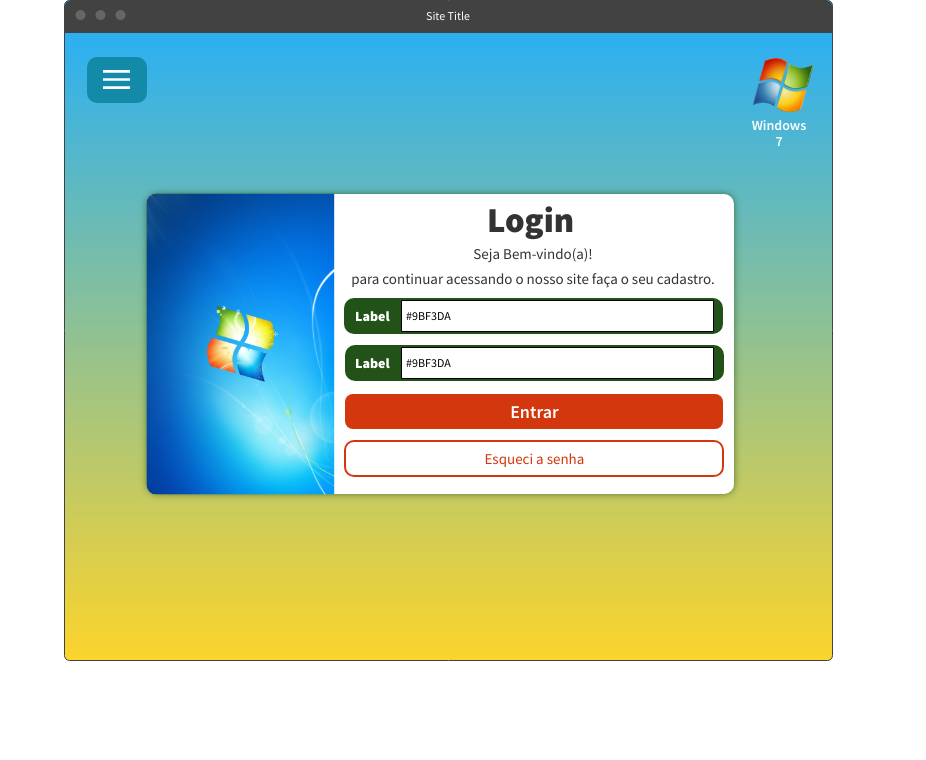 Site Title
Windows
7
Login
Seja Bem-vindo(a)!
para continuar acessando o nosso site faça o seu cadastro.
Label #9BF3DA
Label #9BF3DA
Entrar
Esqueci a senha